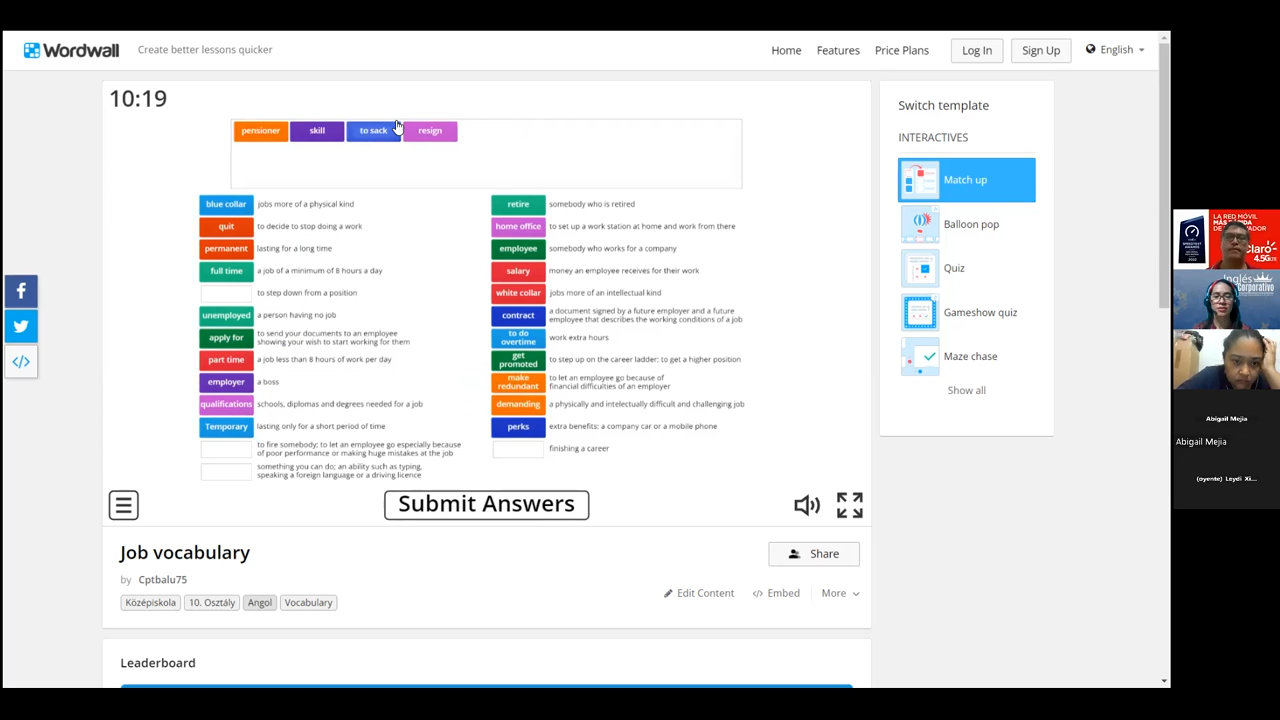 Wordwall
Create better lessons quicker
Home
Features
Price Plans
Log In
Sign Up
English
10:19
pensioner
skill
to sack
resign
blue collar
jobs more of a physical kind
quit
to decide to stop doing a work
permanent
lasting for a long time
full time
a job of a minimum of 8 hours a day
to step down from a position
unemployed
a person having no job
apply for
to send your documents to an employee
showing your wish to start working for them
part time
a job less than 8 hours of work per day
employer
a boss
qualifications
schools, diplomas and degrees needed for a job
Temporary
lasting only for a short period of time
to fire somebody; to let an employee go especially because
of poor performance or making huge mistakes at the job
something you can do; an ability such as typing,
speaking a foreign language or a driving licence
retire
somebody who is retired
home office
to set up a work station at home and work from there
employee
somebody who works for a company
salary
money an employee receives for their work
white collar
jobs more of an intellectual kind
contract
a document signed by a future employer and a future
employee that describes the working conditions of a job
to do
overtime
work extra hours
get
promoted
to step up on the career ladder; to get a higher position
make
redundant
to let an employee go because of
financial difficulties of an employer
demanding
a physically and intelectually difficult and challenging job
perks
extra benefits: a company car or a mobile phone
finishing a career
Submit Answers
Job vocabulary
by Cptbalu75
Középiskola
10. Osztály
Angol
Vocabulary
Share
Edit Content
Embed
More
Leaderboard
Switch template
INTERACTIVES
Match up
Balloon pop
Quiz
Gameshow quiz
Maze chase
Show all
LA RED MÓVIL
MÁS RÁPIDA
Claro
4.5G
Inglés
Corporativo
Abigail Mejia
Abigail Mejia
(oyente) Leydi Xi...